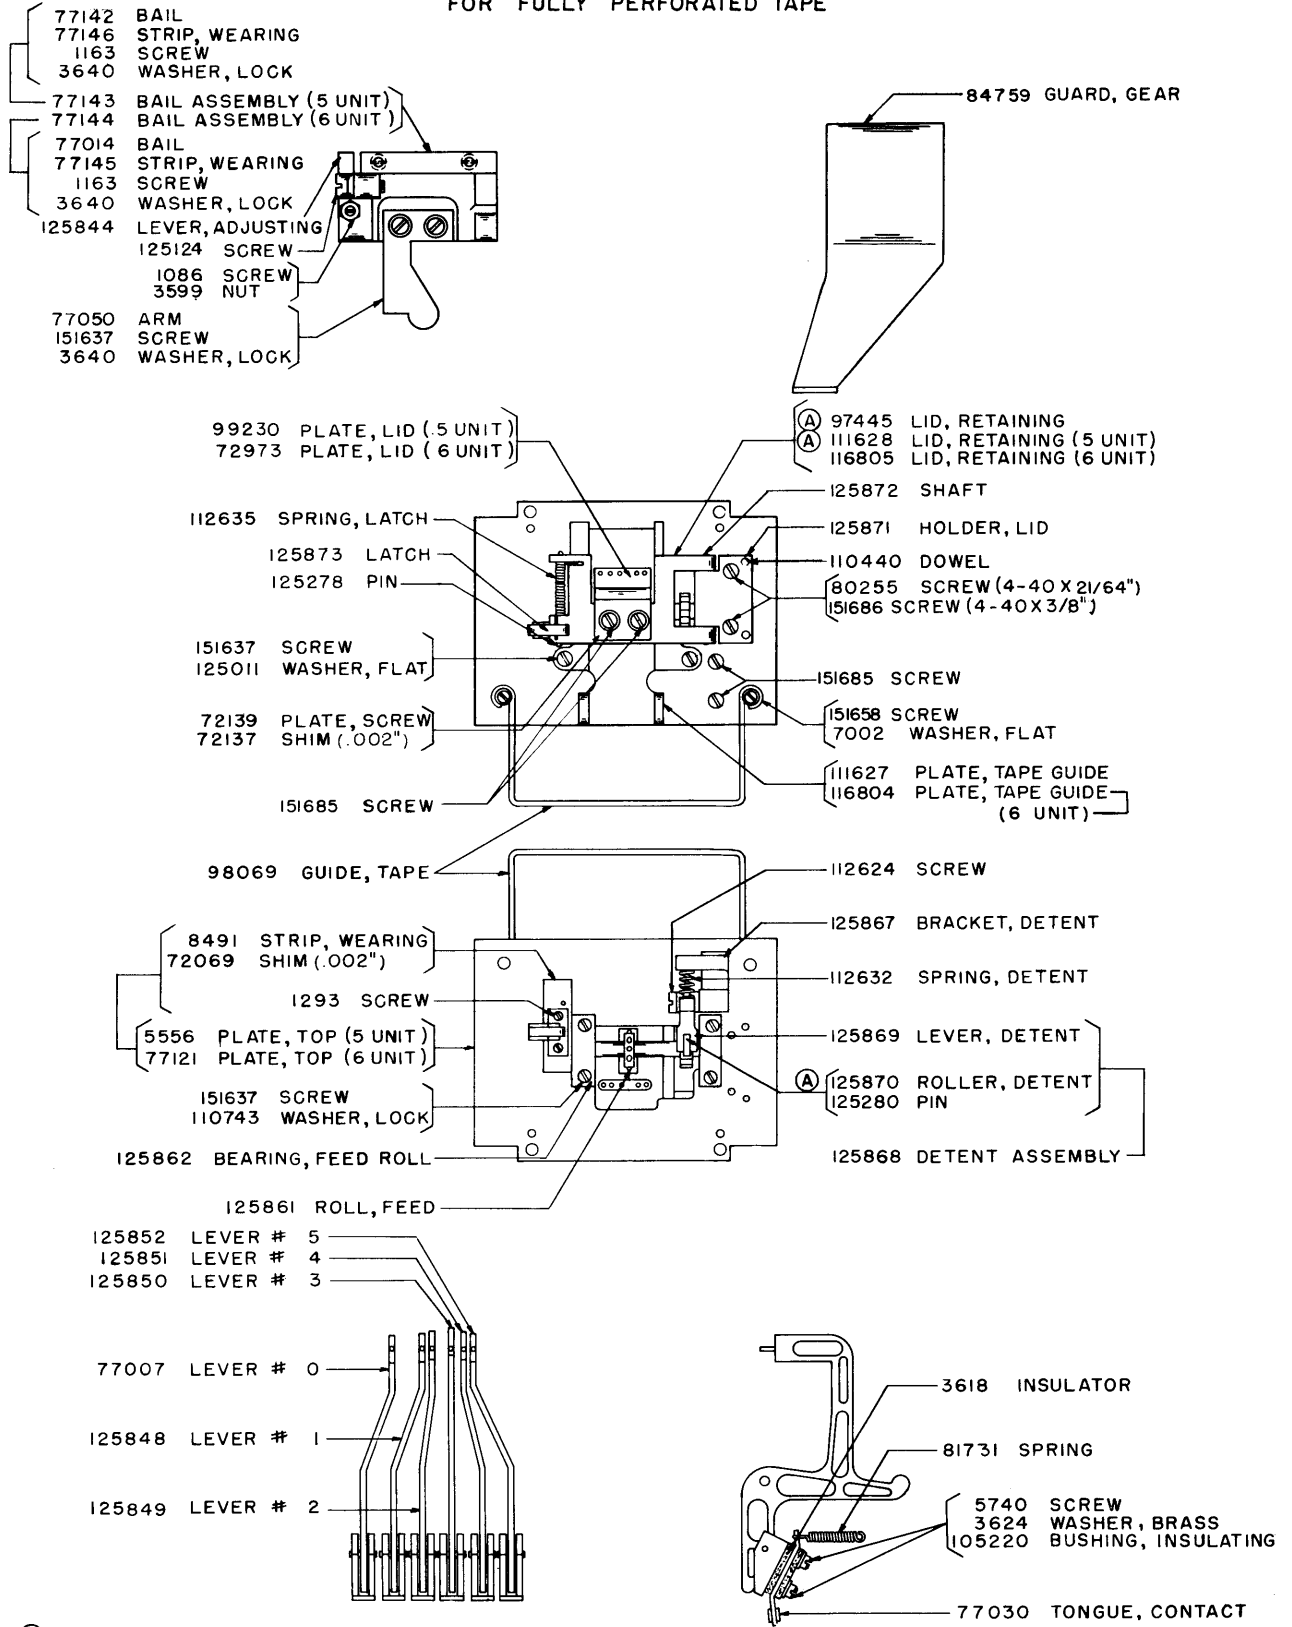 FOR FULLY PERFORATED TAPE
77142 BAIL
77146 STRIP, WEARING
1163 SCREW
3640 WASHER, LOCK
77143 BAIL ASSEMBLY (5 UNIT)
77144 BAIL ASSEMBLY (6 UNIT)
77014 BAIL
77145 STRIP, WEARING
1163 SCREW
3640 WASHER, LOCK
125844 LEVER, ADJUSTING
125124 SCREW
1086 SCREW
3599 NUT
77050 ARM
151637 SCREW
3640 WASHER, LOCK
84759 GUARD, GEAR
99230 PLATE, LID (.5 UNIT)
72973 PLATE, LID (6 UNIT)
112635 SPRING, LATCH
125873 LATCH
125278 PIN
151637 SCREW
125011 WASHER, FLAT
72139 PLATE, SCREW
72137 SHIM (.002")
151685 SCREW
98069 GUIDE, TAPE
A 97445 LID, RETAINING
A 111628 LID, RETAINING (5 UNIT)
116805 LID, RETAINING (6 UNIT)
125872 SHAFT
125871 HOLDER, LID
110440 DOWEL
80255 SCREW (4-40 X 21/64")
151686 SCREW (4-40 X 3/8")
151685 SCREW
151658 SCREW
7002 WASHER, FLAT
111627 PLATE, TAPE GUIDE
116804 PLATE, TAPE GUIDE
(6 UNIT)
8491 STRIP, WEARING
72069 SHIM (.002")
1293 SCREW
5556 PLATE, TOP (5 UNIT)
77121 PLATE, TOP (6 UNIT)
151637 SCREW
110743 WASHER, LOCK
125862 BEARING, FEED ROLL
125861 ROLL, FEED
112624 SCREW
125867 BRACKET, DETENT
112632 SPRING, DETENT
125869 LEVER, DETENT
A 125870 ROLLER, DETENT
125280 PIN
125868 DETENT ASSEMBLY
125852 LEVER # 5
125851 LEVER # 4
125850 LEVER # 3
77007 LEVER # 0
125848 LEVER # 1
125849 LEVER # 2
3618 INSULATOR
81731 SPRING
5740 SCREW
3624 WASHER, BRASS
105220 BUSHING, INSULATING
77030 TONGUE, CONTACT